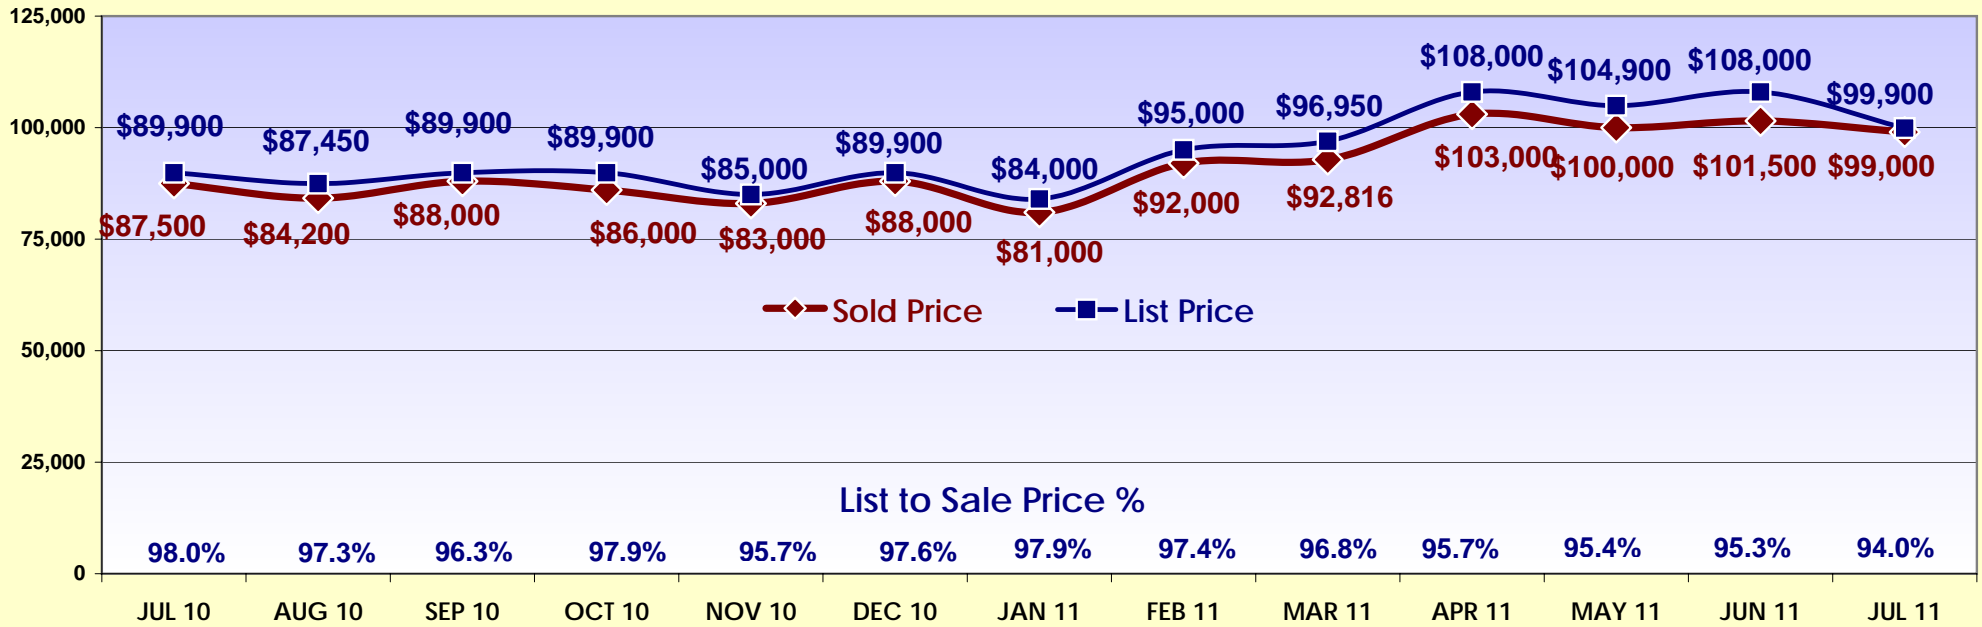 125,000
$108,000 $104,900 $108,000
$99,900
100,000
$89,900 $87,450 $89,900 $89,900 $85,000 $89,900 $84,000 $95,000 $96,950
$87,500 $84,200 $88,000 $86,000 $83,000 $88,000 $81,000 $92,000 $92,816 $103,000 $100,000 $101,500 $99,000
75,000
Sold Price List Price
50,000
25,000
List to Sale Price %
98.0% 97.3% 96.3% 97.9% 95.7% 97.6% 97.9% 97.4% 96.8% 95.7% 95.4% 95.3% 94.0%
0
JUL 10 AUG 10 SEP 10 OCT 10 NOV 10 DEC 10 JAN 11 FEB 11 MAR 11 APR 11 MAY 11 JUN 11 JUL 11